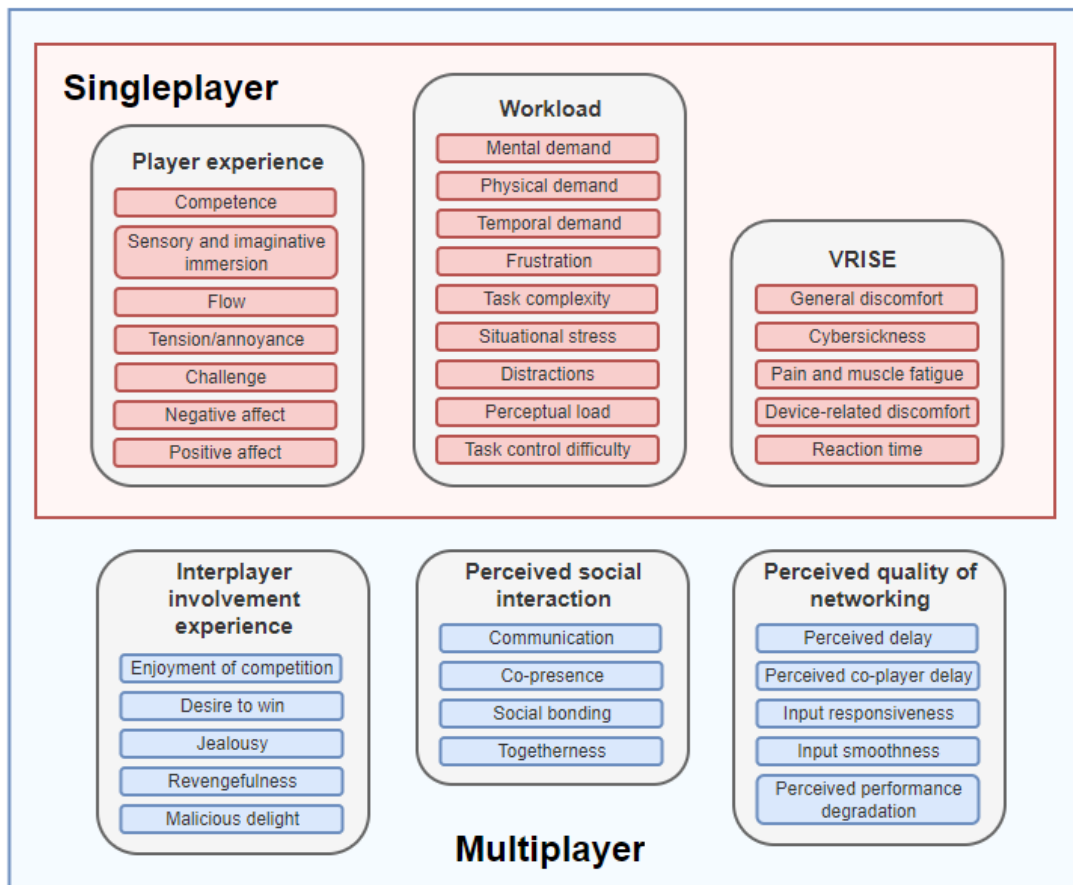 Singleplayer
Player experience
Competence
Sensory and imaginative
immersion
Flow
Tension/annoyance
Challenge
Negative affect
Positive affect
Workload
Mental demand
Physical demand
Temporal demand
Frustration
Task complexity
Situational stress
Distractions
Perceptual load
Task control difficulty
VRISE
General discomfort
Cybersickness
Pain and muscle fatigue
Device-related discomfort
Reaction time
Interplayer
involvement
experience
Enjoyment of competition
Desire to win
Jealousy
Revengefulness
Malicious delight
Perceived social
interaction
Communication
Co-presence
Social bonding
Togetherness
Perceived quality of
networking
Perceived delay
Perceived co-player delay
Input responsiveness
Input smoothness
Perceived performance
degradation
Multiplayer